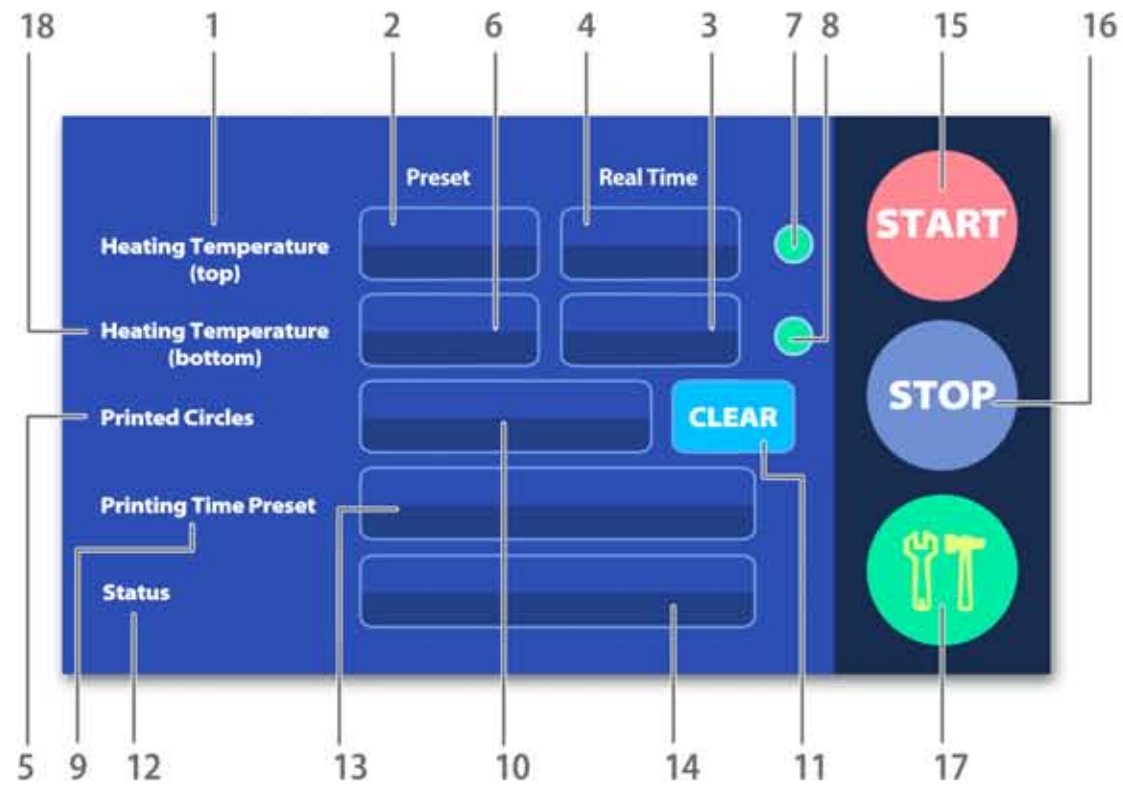 18 1 2 6 4 3 7 8 15 16
Preset Real Time
START
Heating Temperature
(top)
Heating Temperature
(bottom)
STOP
Printed Circles CLEAR
Printing Time Preset
Status
5 9 12 13 10 14 11 17